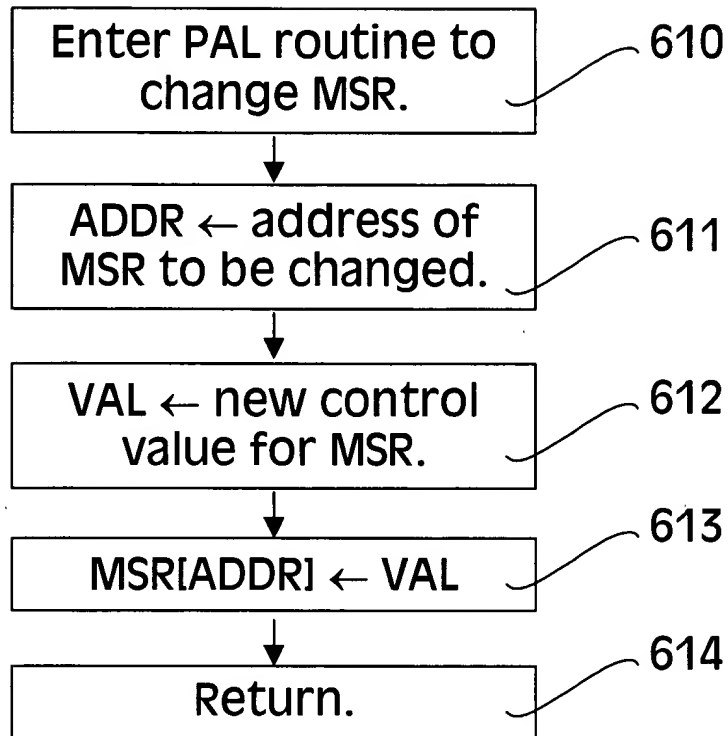 Enter PAL routine to
change MSR.
610
ADDR ← address of
MSR to be changed.
611
VAL ← new control
value for MSR.
612
MSR[ADDR] ← VAL
613
Return.
614